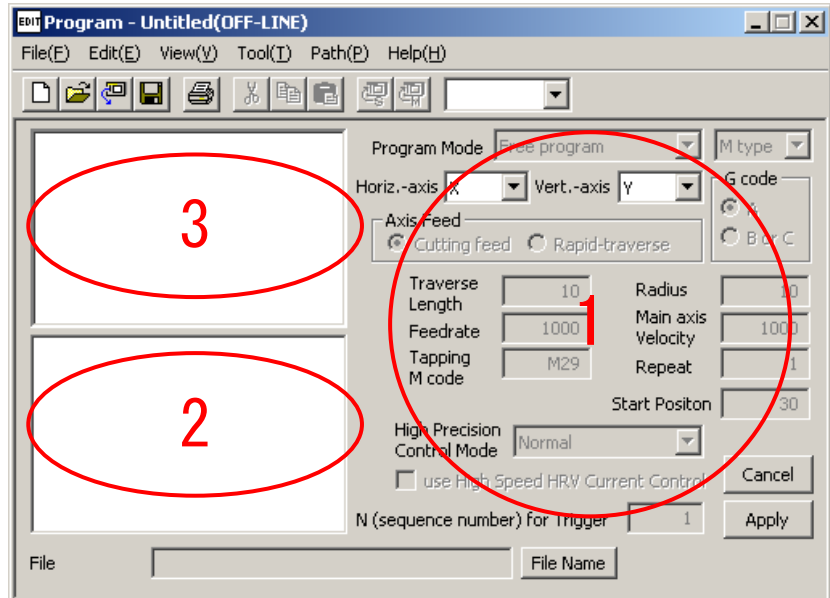 EDIT Program - Untitled(OFF-LINE)
File(F) Edit(E) View(V) Tool(T) Path(P) Help(H)
Program Mode Free program M type
Horiz.-axis X Vert.-axis Y G code
Axis Feed A
Cutting feed Rapid-traverse B or C
3
Traverse Length 10 Radius 10
Feedrate 1000 Main axis Velocity 1000
1
Tapping M code M29 Repeat 1
Start Positon 30
2
High Precision Control Mode Normal
use High Speed HRV Current Control Cancel
N (sequence number) for Trigger 1 Apply
File File Name